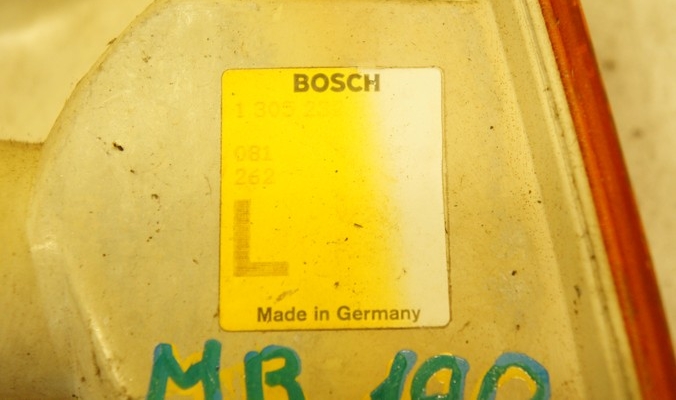 BOSCH
1 305 23
081
262
L
Made in Germany
MB 190